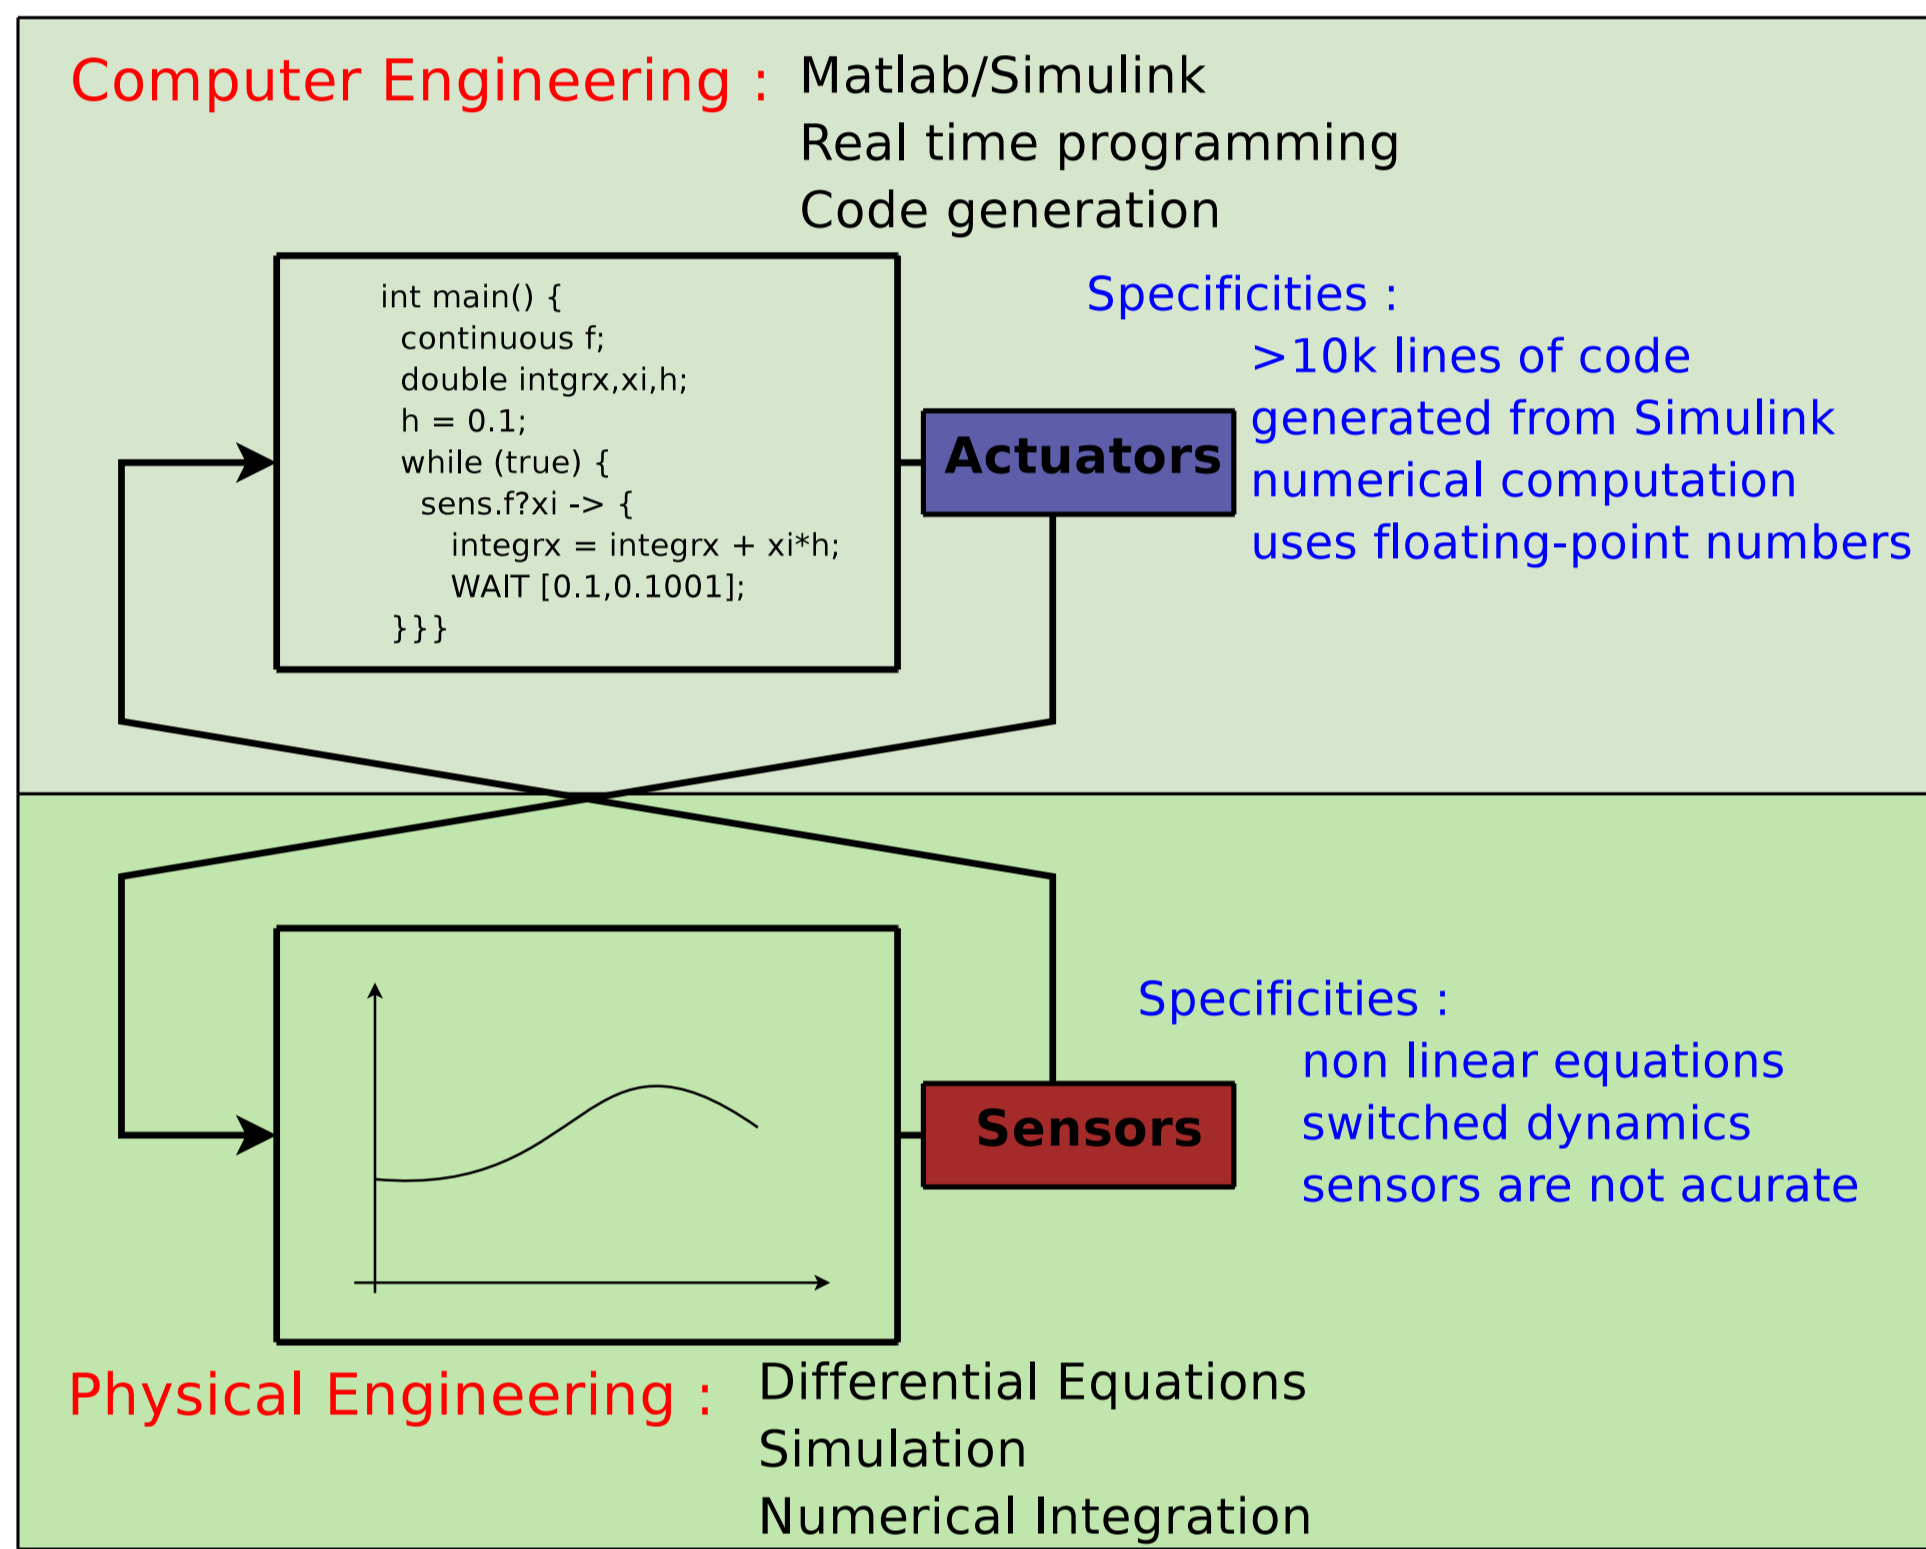 Computer Engineering :
Matlab/Simulink
Real time programming
Code generation
int main() {
continuous f;
double intgrx,xi,h;
h = 0.1;
while (true) {
sens.f?xi -> {
integrx = integrx + xi*h;
WAIT [0.1,0.1001];
}}}
Actuators
Specificities :
>10k lines of code
generated from Simulink
numerical computation
uses floating-point numbers
Sensors
Specificities :
non linear equations
switched dynamics
sensors are not acurate
Physical Engineering :
Differential Equations
Simulation
Numerical Integration